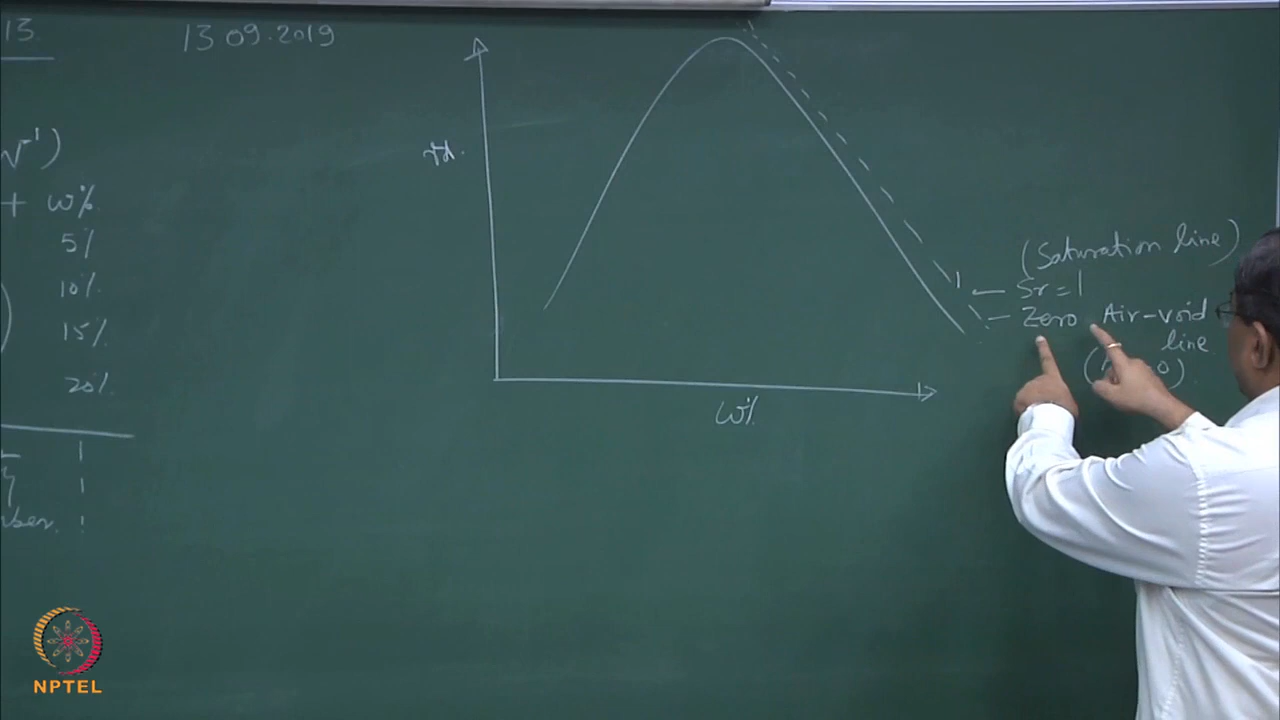 13
13 09.2019
+ w%
5%
10%
15%
20%
γd.
w%
(Saturation line)
Sr = 1
Zero Air-void
line
NPTEL